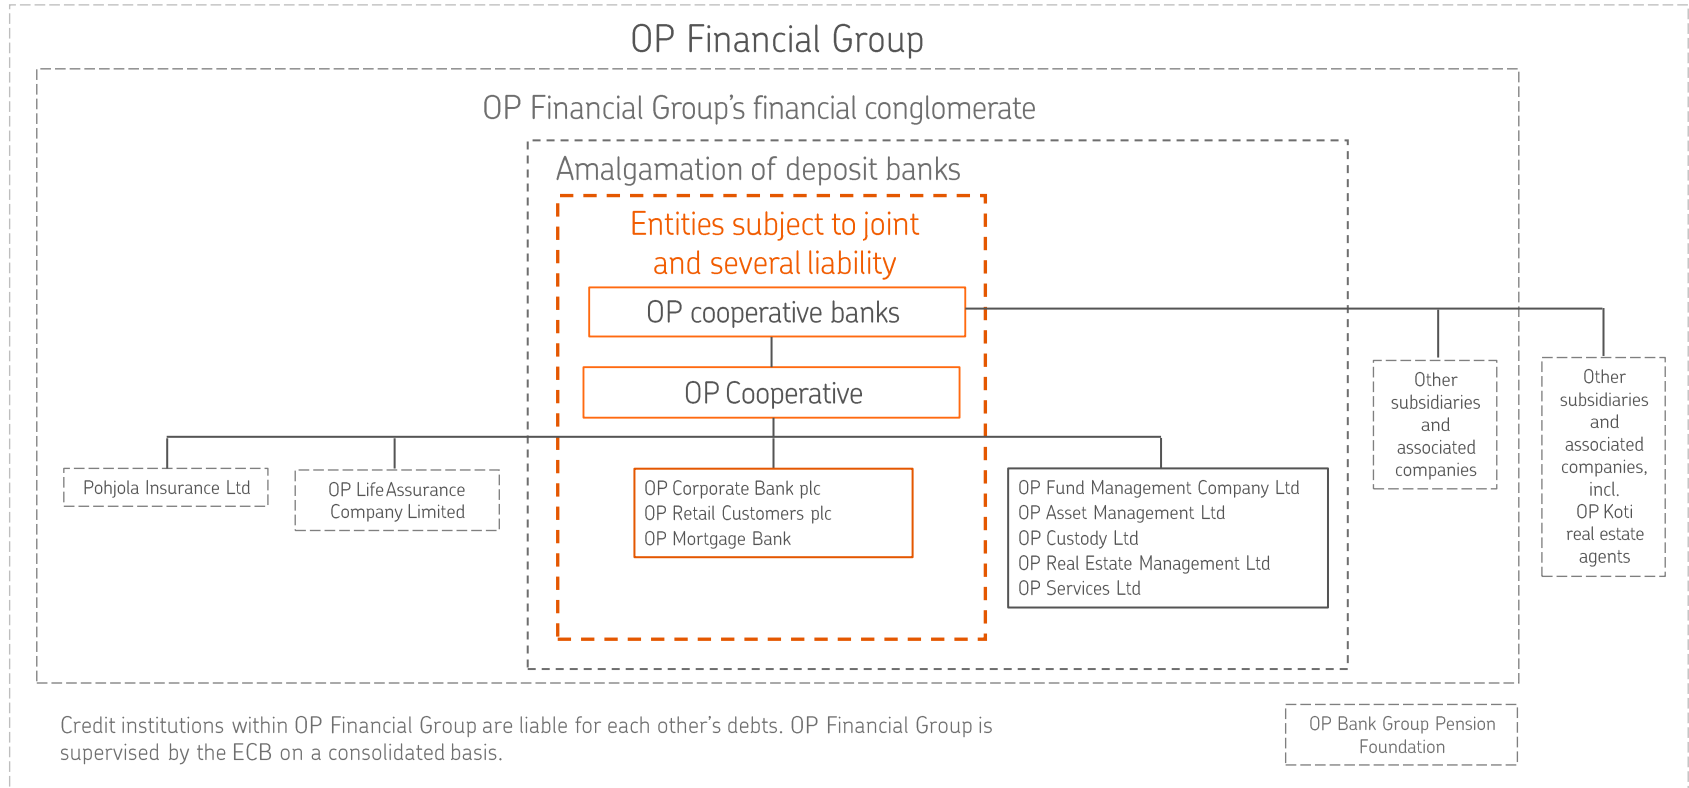 OP Financial Group
OP Financial Group's financial conglomerate
Amalgamation of deposit banks
Entities subject to joint
and several liability
OP cooperative banks
OP Cooperative
Pohjola Insurance Ltd
OP Life Assurance
Company Limited
OP Corporate Bank plc
OP Retail Customers plc
OP Mortgage Bank
OP Fund Management Company Ltd
OP Asset Management Ltd
OP Custody Ltd
OP Real Estate Management Ltd
OP Services Ltd
Other
subsidiaries
and
associated
companies
Other
subsidiaries
and
associated
companies,
incl.
OP Koti
real estate
agents
Credit institutions within OP Financial Group are liable for each other's debts. OP Financial Group is
supervised by the ECB on a consolidated basis.
OP Bank Group Pension
Foundation